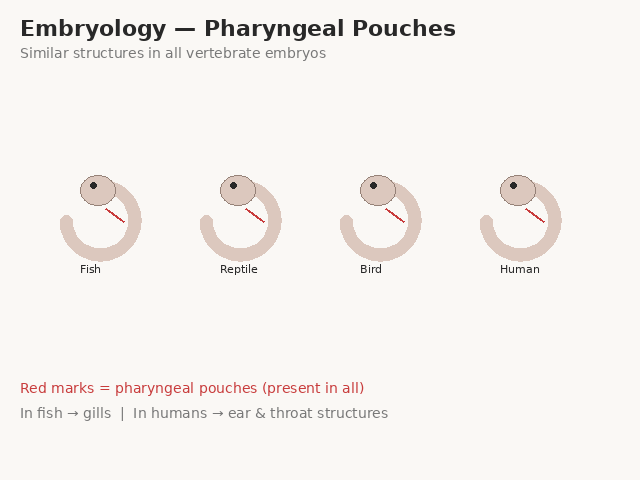 Embryology — Pharyngeal Pouches
Similar structures in all vertebrate embryos
Fish
Reptile
Bird
Human
Red marks = pharyngeal pouches (present in all)
In fish → gills  |  In humans → ear & throat structures